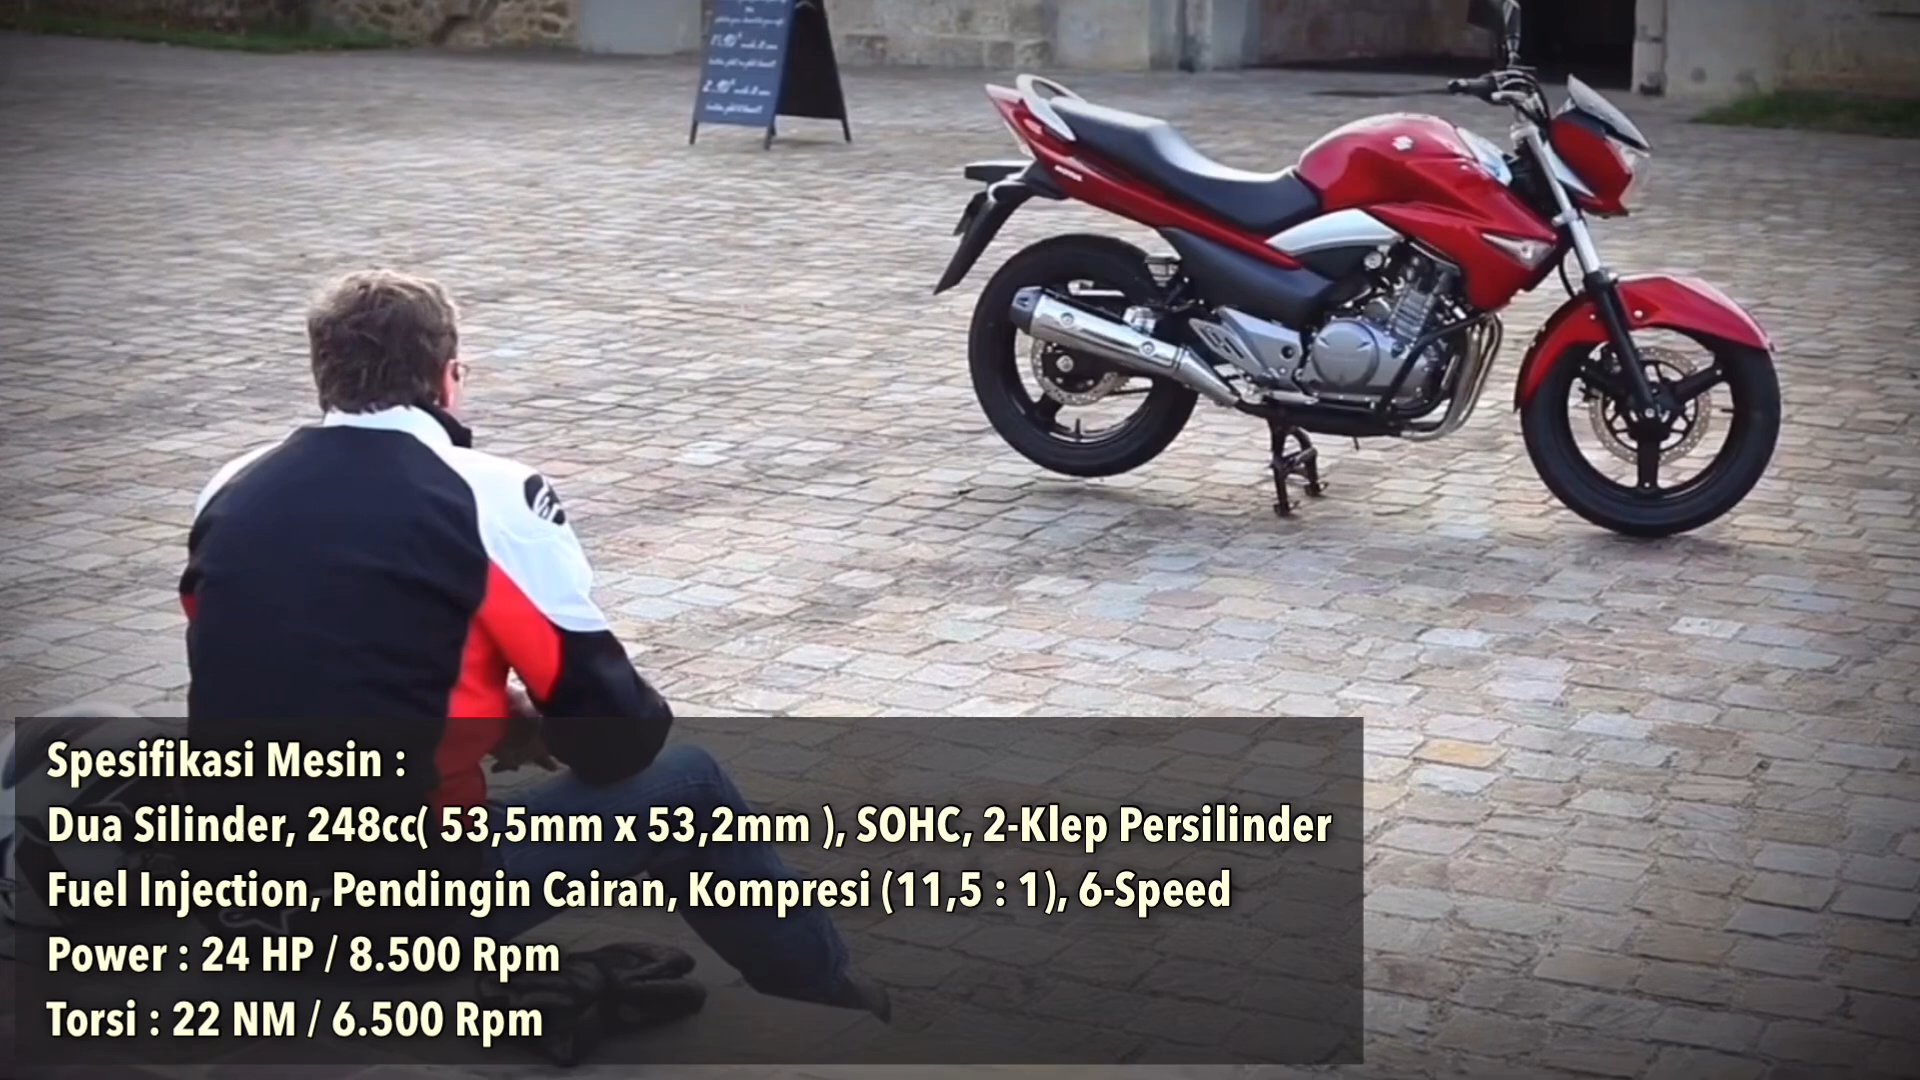 Spesifikasi Mesin :
Dua Silinder, 248cc( 53,5mm x 53,2mm ), SOHC, 2-Klep Persilinder
Fuel Injection, Pendingin Cairan, Kompresi (11,5 : 1), 6-Speed
Power : 24 HP / 8.500 Rpm
Torsi : 22 NM / 6.500 Rpm